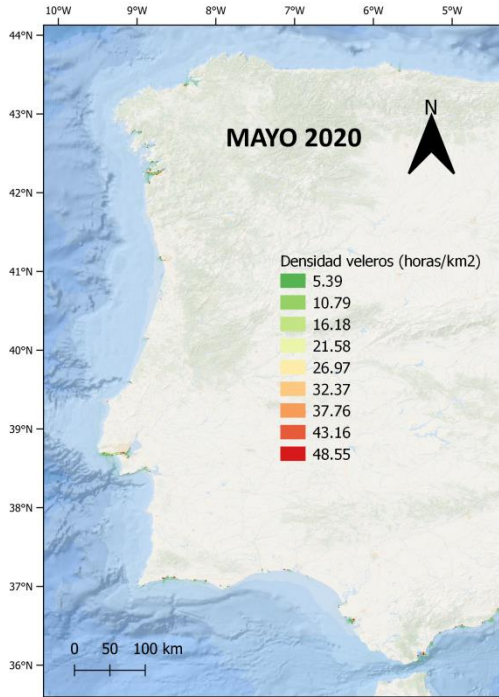 10°W 9°W 8°W 7°W 6°W 5°W
44°N
43°N
42°N
41°N
40°N
39°N
38°N
37°N
36°N
MAYO 2020
N
Densidad veleros (horas/km2)
5.39
10.79
16.18
21.58
26.97
32.37
37.76
43.16
48.55
0 50 100 km